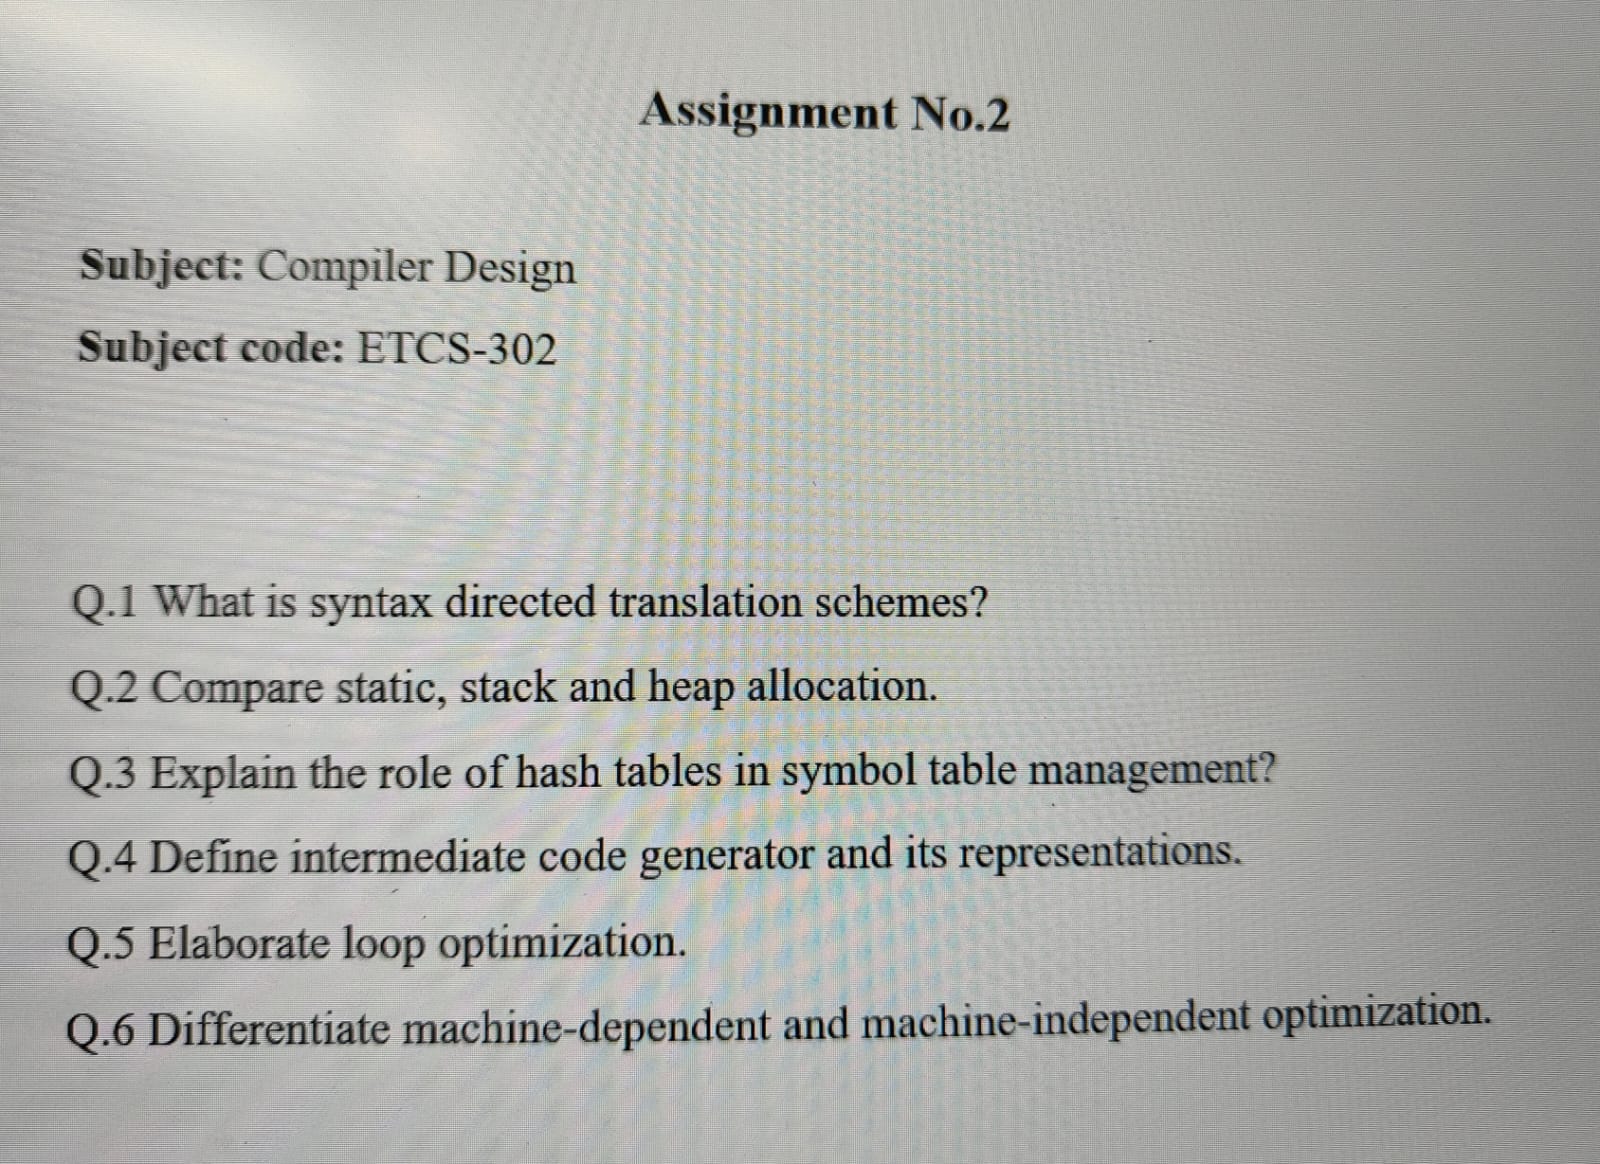 Assignment No.2
Subject: Compiler Design
Subject code: ETCS-302
Q.1 What is syntax directed translation schemes?
Q.2 Compare static, stack and heap allocation.
Q.3 Explain the role of hash tables in symbol table management?
Q.4 Define intermediate code generator and its representations.
Q.5 Elaborate loop optimization.
Q.6 Differentiate machine-dependent and machine-independent optimization.